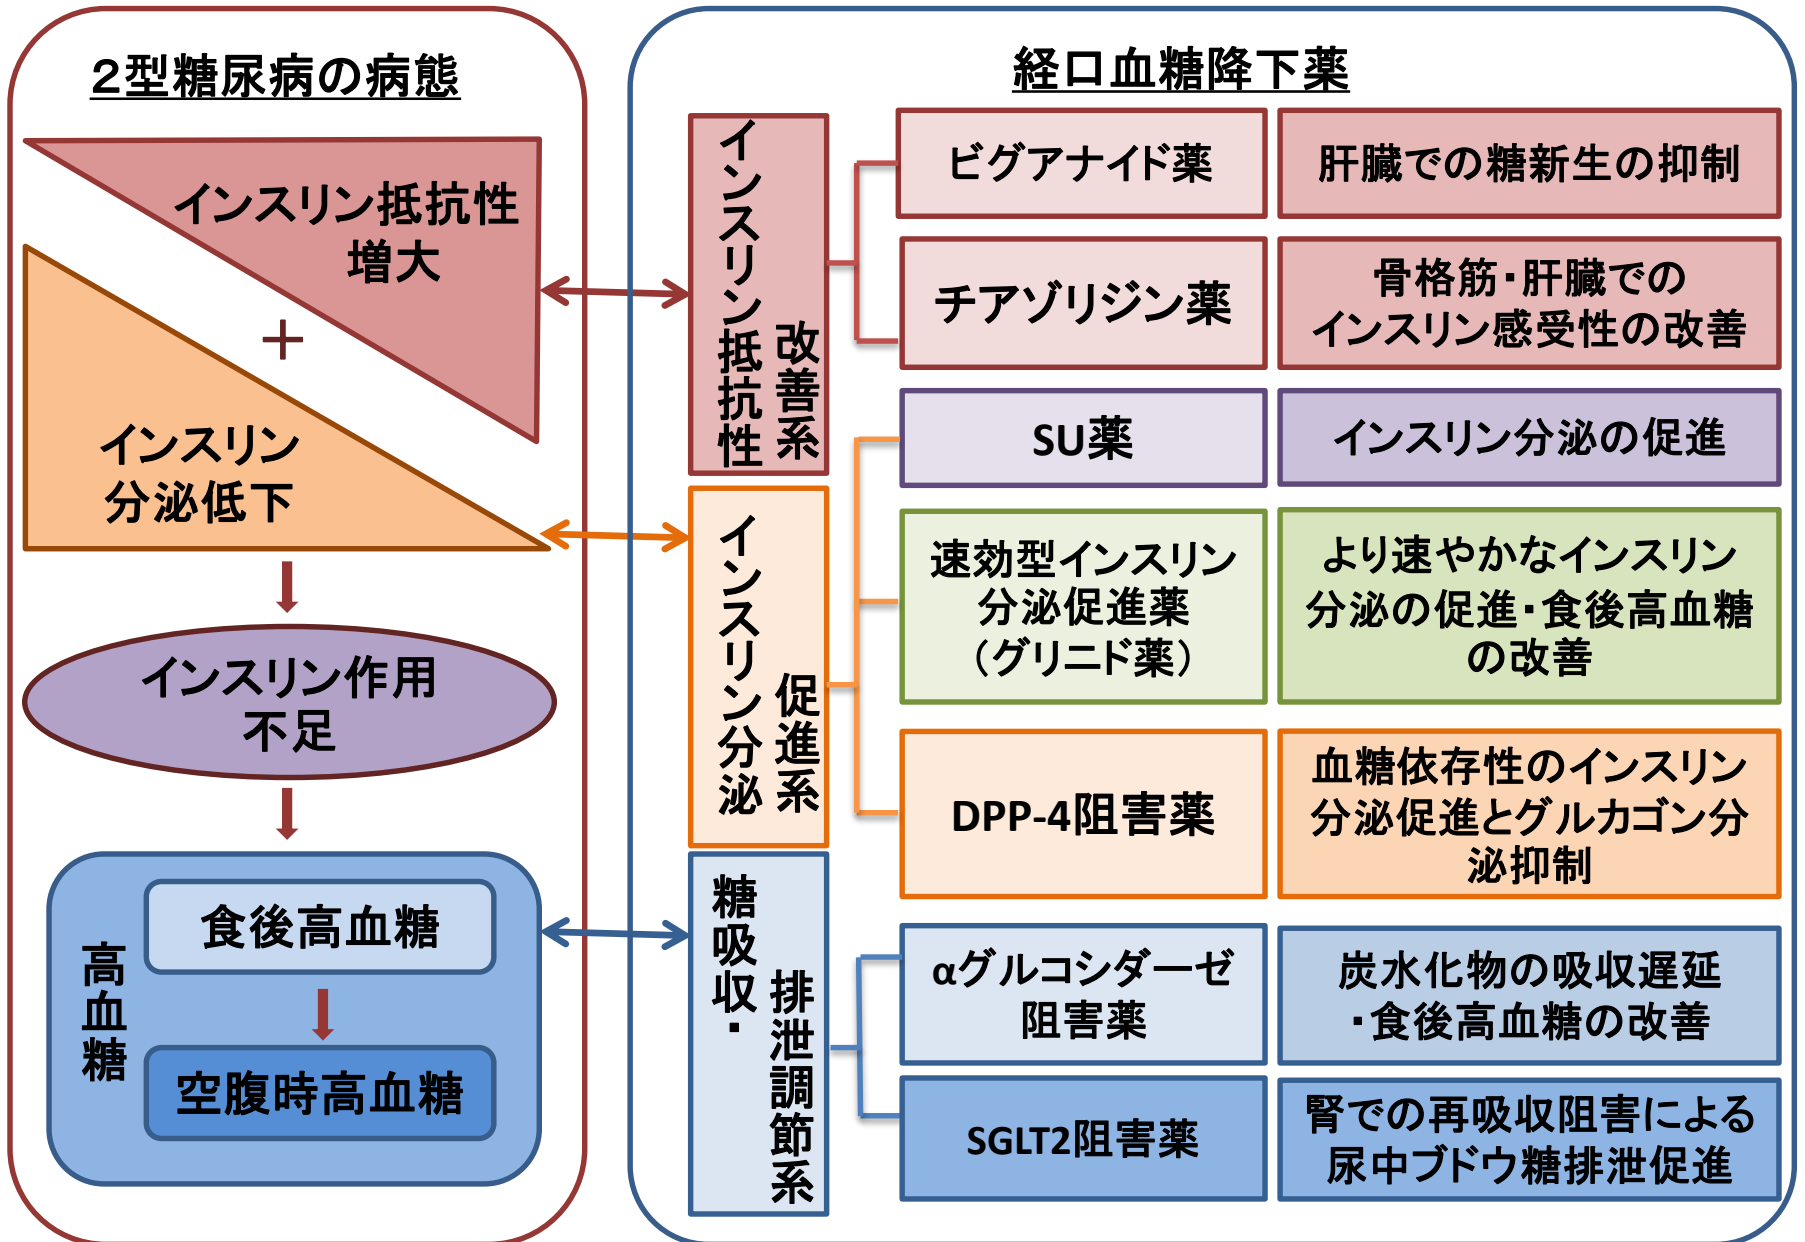 2型糖尿病の病態
インスリン抵抗性
増大
+
インスリン
分泌低下
インスリン作用
不足
高血糖
食後高血糖
空腹時高血糖
経口血糖降下薬
インスリン抵抗性
改善系
ビグアナイド薬
肝臓での糖新生の抑制
チアゾリジン薬
骨格筋・肝臓での
インスリン感受性の改善
インスリン分泌
促進系
SU薬
インスリン分泌の促進
速効型インスリン
分泌促進薬
（グリニド薬）
より速やかなインスリン
分泌の促進・食後高血糖
の改善
DPP-4阻害薬
血糖依存性のインスリン
分泌促進とグルカゴン分
泌抑制
糖吸収・
排泄調節系
αグルコシダーゼ
阻害薬
炭水化物の吸収遅延
・食後高血糖の改善
SGLT2阻害薬
腎での再吸収阻害による
尿中ブドウ糖排泄促進